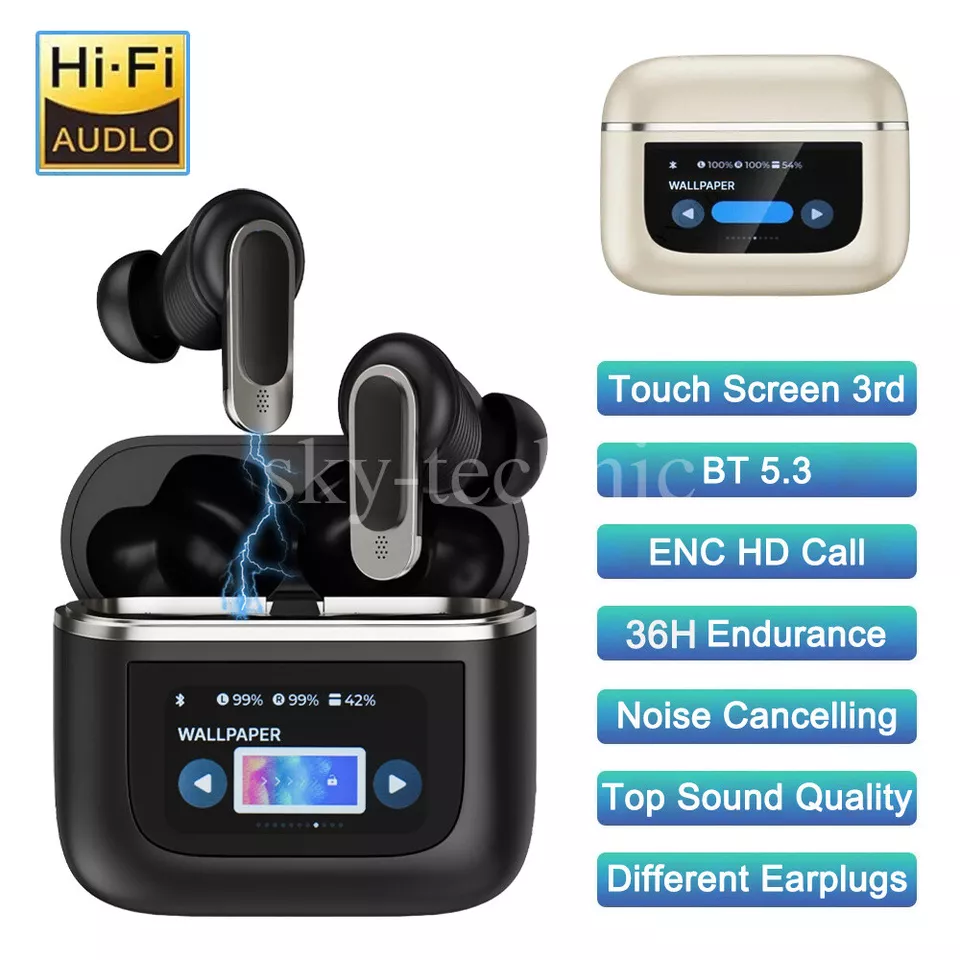 Hi·Fi
AUDLO
100% R 100% 54%
WALLPAPER
Touch Screen 3rd
sky-technic
BT 5.3
ENC HD Call
36H Endurance
L 99% R 99% 42%
WALLPAPER
Noise Cancelling
Top Sound Quality
Different Earplugs